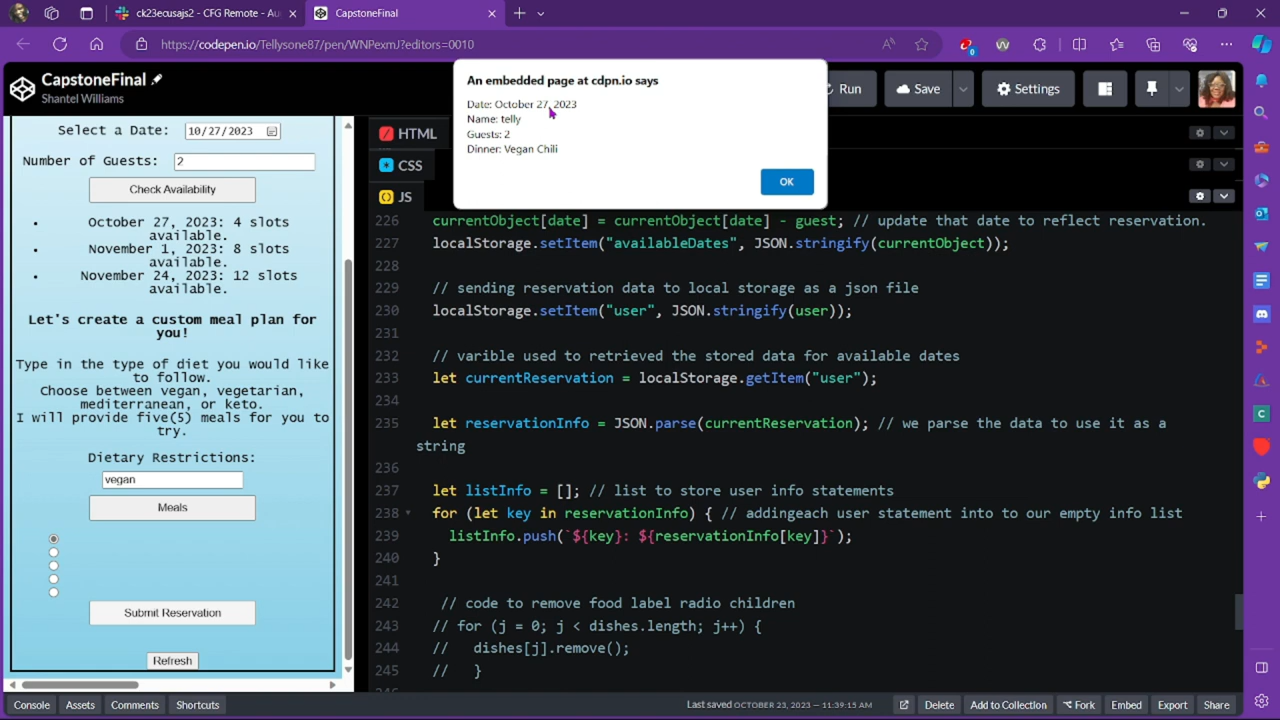 ck23ecusajs2 - CFG Remote - Au
CapstoneFinal
https://codepen.io/Tellysone87/pen/WNPexmJ?editors=0010
CapstoneFinal
Shantel Williams
Run
Save
Settings
An embedded page at cdpn.io says
Date: October 27, 2023
Name: telly
Guests: 2
Dinner: Vegan Chili
OK
Select a Date: 10/27/2023
Number of Guests: 2
Check Availability
• October 27, 2023: 4 slots
available.
• November 1, 2023: 8 slots
available.
• November 24, 2023: 12 slots
available.
Let's create a custom meal plan for
you!
Type in the type of diet you would like
to follow.
Choose between vegan, vegetarian,
mediterranean, or keto.
I will provide five(5) meals for you to
try.
Dietary Restrictions:
vegan
Meals
Submit Reservation
Refresh
HTML
CSS
JS
226 currentObject[date] = currentObject[date] - guest; // update that date to reflect reservation.
227 localStorage.setItem("availableDates", JSON.stringify(currentObject));
228
229 // sending reservation data to local storage as a json file
230 localStorage.setItem("user", JSON.stringify(user));
231
232 // varible used to retrieved the stored data for available dates
233 let currentReservation = localStorage.getItem("user");
234
235 let reservationInfo = JSON.parse(currentReservation); // we parse the data to use it as a
string
236
237 let listInfo = []; // list to store user info statements
238 for (let key in reservationInfo) { // addingeach user statement into to our empty info list
239 listInfo.push(`${key}: ${reservationInfo[key]}`);
240 }
241
242 // code to remove food label radio children
243 // for (j = 0; j < dishes.length; j++) {
244 // dishes[j].remove();
245 // }
Console
Assets
Comments
Shortcuts
Last saved OCTOBER 23, 2023 — 11:39:15 AM
Delete
Add to Collection
Fork
Embed
Export
Share